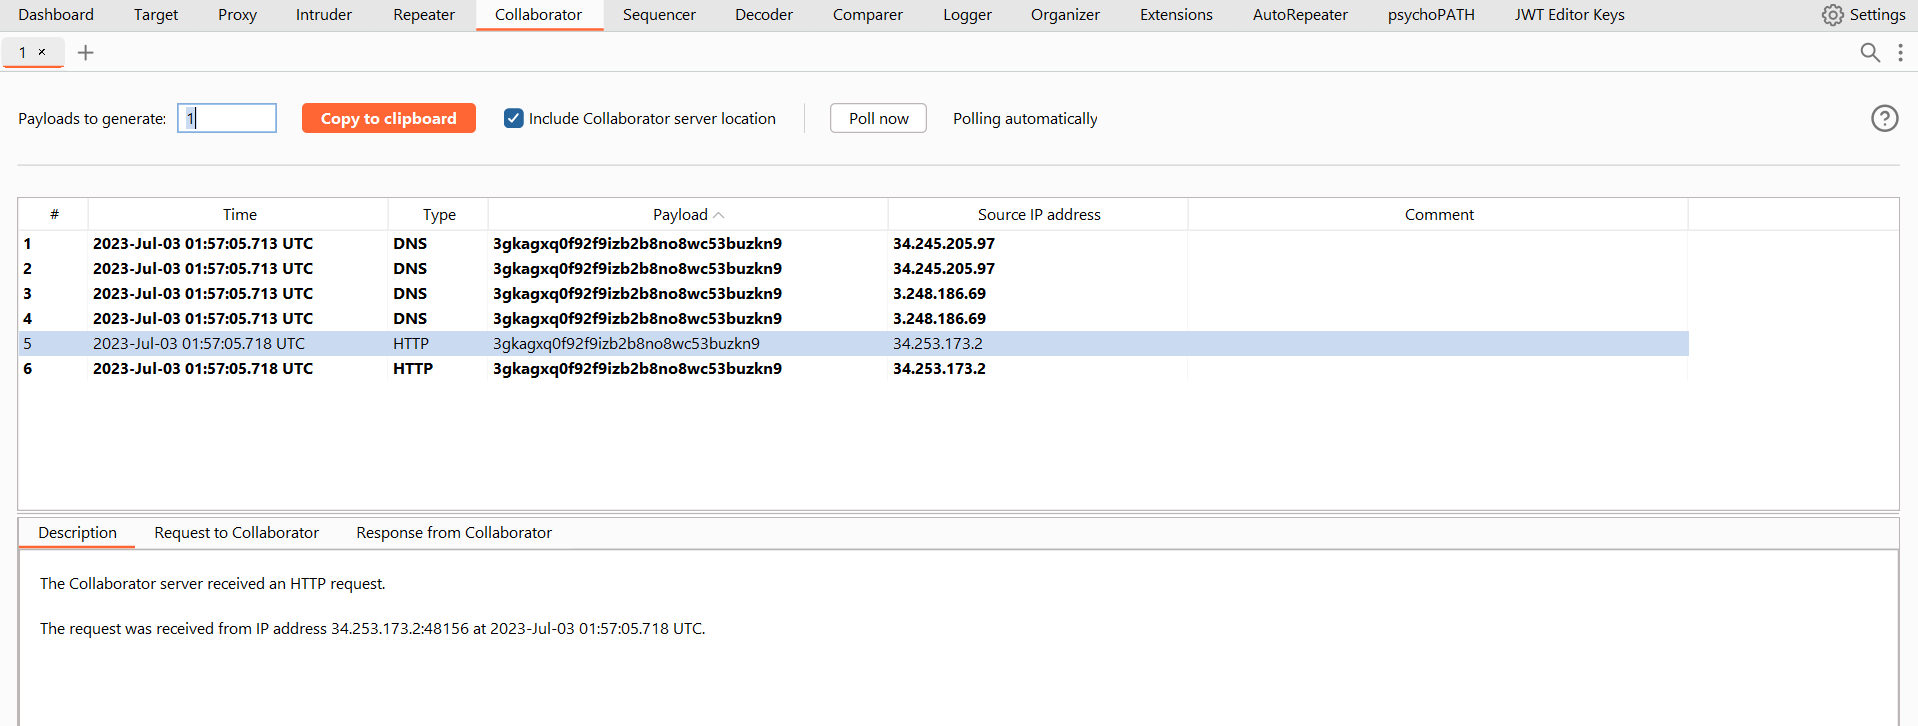 Dashboard Target Proxy Intruder Repeater Collaborator Sequencer Decoder Comparer Logger Organizer Extensions AutoRepeater psychoPATH JWT Editor Keys Settings
1 × +
Payloads to generate: 1 Copy to clipboard Include Collaborator server location Poll now Polling automatically ?
# Time Type Payload Source IP address Comment
1 2023-Jul-03 01:57:05.713 UTC DNS 3gkagxq0f92f9izb2b8no8wc53buzkn9 34.245.205.97
2 2023-Jul-03 01:57:05.713 UTC DNS 3gkagxq0f92f9izb2b8no8wc53buzkn9 34.245.205.97
3 2023-Jul-03 01:57:05.713 UTC DNS 3gkagxq0f92f9izb2b8no8wc53buzkn9 3.248.186.69
4 2023-Jul-03 01:57:05.713 UTC DNS 3gkagxq0f92f9izb2b8no8wc53buzkn9 3.248.186.69
5 2023-Jul-03 01:57:05.718 UTC HTTP 3gkagxq0f92f9izb2b8no8wc53buzkn9 34.253.173.2
6 2023-Jul-03 01:57:05.718 UTC HTTP 3gkagxq0f92f9izb2b8no8wc53buzkn9 34.253.173.2
Description Request to Collaborator Response from Collaborator
The Collaborator server received an HTTP request.
The request was received from IP address 34.253.173.2:48156 at 2023-Jul-03 01:57:05.718 UTC.